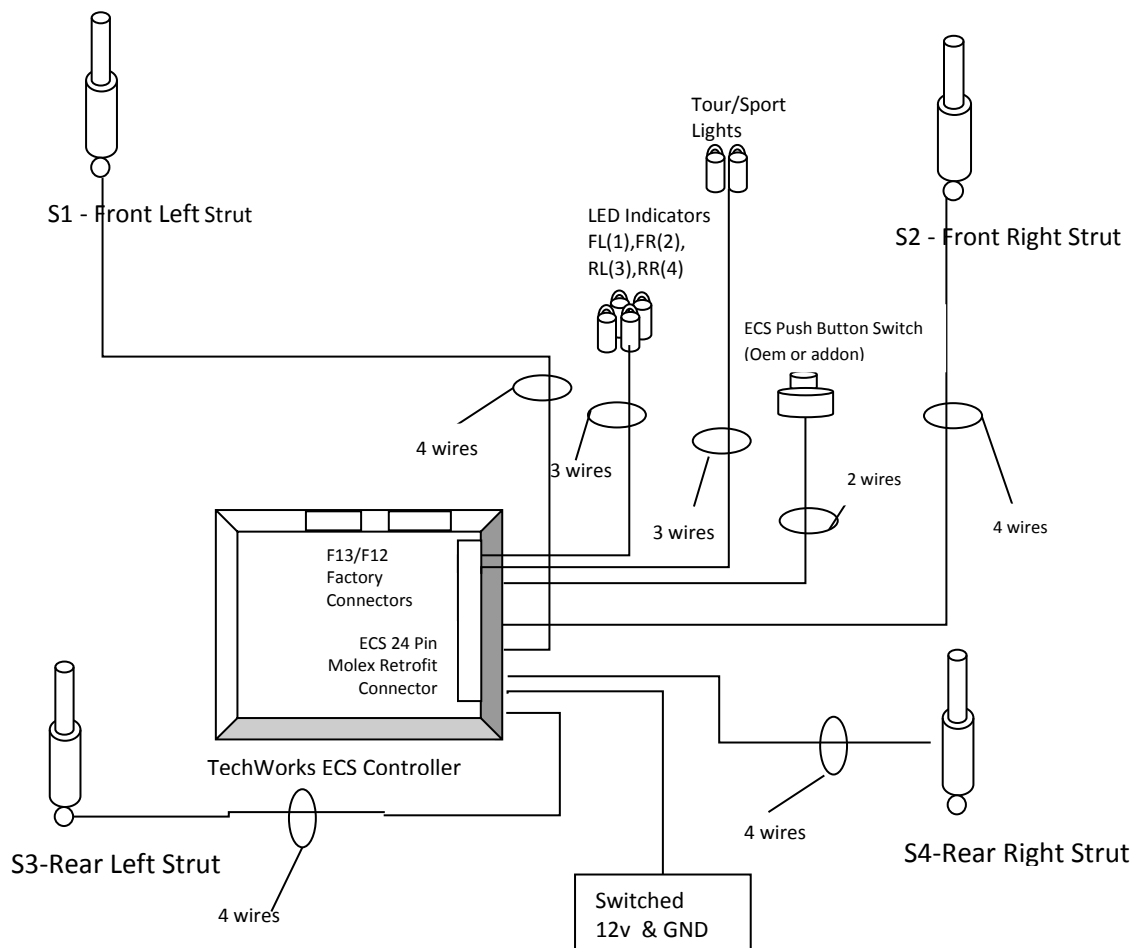 Tour/Sport
Lights
S1 - Front Left Strut
LED Indicators
FL(1),FR(2),
RL(3),RR(4)
S2 - Front Right Strut
ECS Push Button Switch
(Oem or addon)
4 wires
3 wires
3 wires
2 wires
4 wires
F13/F12
Factory
Connectors
ECS 24 Pin
Molex Retrofit
Connector
TechWorks ECS Controller
4 wires
S3-Rear Left Strut
S4-Rear Right Strut
4 wires
Switched
12v & GND